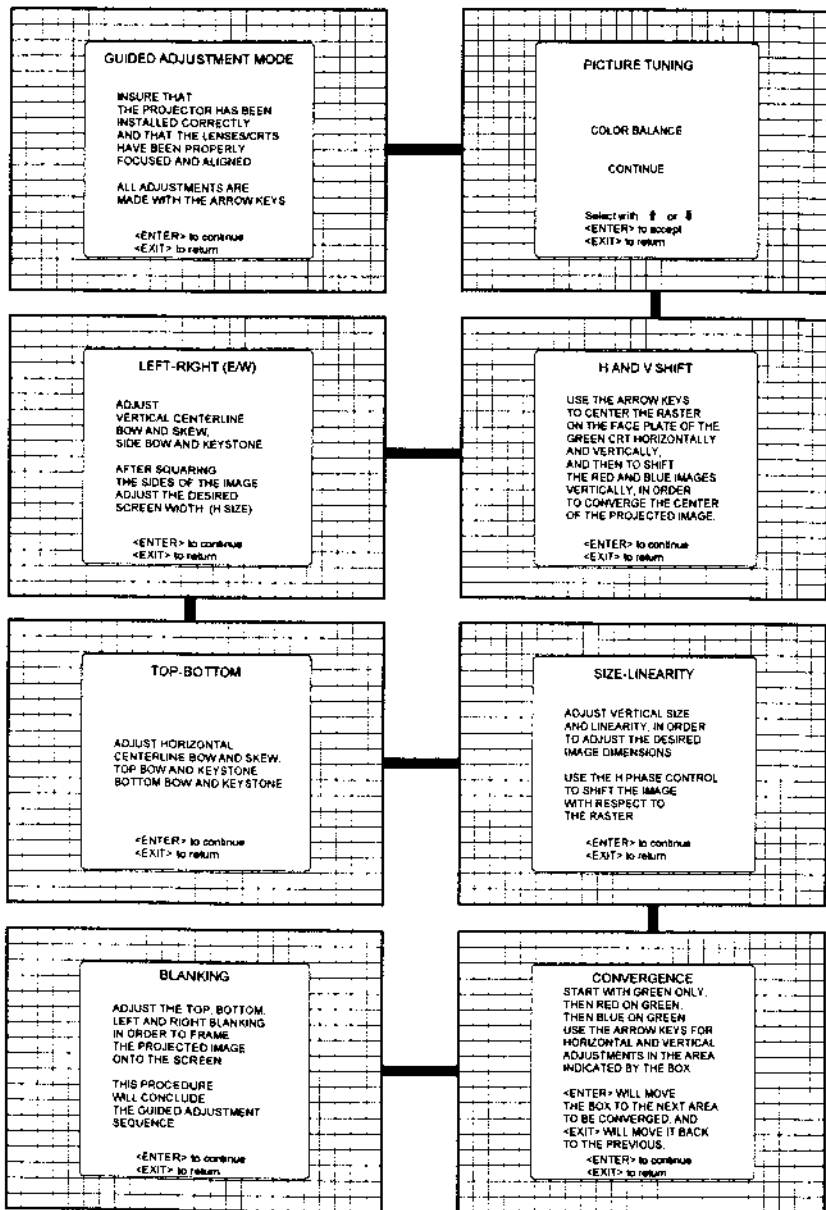 GUIDED ADJUSTMENT MODE
INSURE THAT
THE PROJECTOR HAS BEEN
INSTALLED CORRECTLY
AND THAT THE LENSES/CRTS
HAVE BEEN PROPERLY
FOCUSED AND ALIGNED
ALL ADJUSTMENTS ARE
MADE WITH THE ARROW KEYS
<ENTER> to continue
<EXIT> to return
PICTURE TUNING
COLOR BALANCE
CONTINUE
Select with ⬆ or ⬇
<ENTER> to accept
<EXIT> to return
H AND V SHIFT
USE THE ARROW KEYS
TO CENTER THE RASTER
ON THE FACE PLATE OF THE
GREEN CRT HORIZONTALLY
AND VERTICALLY,
AND THEN TO SHIFT
THE RED AND BLUE IMAGES
VERTICALLY, IN ORDER
TO CONVERGE THE CENTER
OF THE PROJECTED IMAGE.
<ENTER> to continue
<EXIT> to return
LEFT-RIGHT (E/W)
ADJUST
VERTICAL CENTERLINE
BOW AND SKEW,
SIDE BOW AND KEYSTONE
AFTER SQUARING
THE SIDES OF THE IMAGE
ADJUST THE DESIRED
SCREEN WIDTH (H SIZE)
<ENTER> to continue
<EXIT> to return
TOP-BOTTOM
ADJUST HORIZONTAL
CENTERLINE BOW AND SKEW,
TOP BOW AND KEYSTONE
BOTTOM BOW AND KEYSTONE
<ENTER> to continue
<EXIT> to return
SIZE-LINEARITY
ADJUST VERTICAL SIZE
AND LINEARITY, IN ORDER
TO ADJUST THE DESIRED
IMAGE DIMENSIONS
USE THE H PHASE CONTROL
TO SHIFT THE IMAGE
WITH RESPECT TO
THE RASTER
<ENTER> to continue
<EXIT> to return
CONVERGENCE
START WITH GREEN ONLY,
THEN RED ON GREEN,
THEN BLUE ON GREEN
USE THE ARROW KEYS FOR
HORIZONTAL AND VERTICAL
ADJUSTMENTS IN THE AREA
INDICATED BY THE BOX
<ENTER> WILL MOVE
THE BOX TO THE NEXT AREA
TO BE CONVERGED, AND
<EXIT> WILL MOVE IT BACK
TO THE PREVIOUS.
<ENTER> to continue
<EXIT> to return
BLANKING
ADJUST THE TOP, BOTTOM,
LEFT AND RIGHT BLANKING
IN ORDER TO FRAME
THE PROJECTED IMAGE
ONTO THE SCREEN
THIS PROCEDURE
WILL CONCLUDE
THE GUIDED ADJUSTMENT
SEQUENCE
<ENTER> to continue
<EXIT> to return